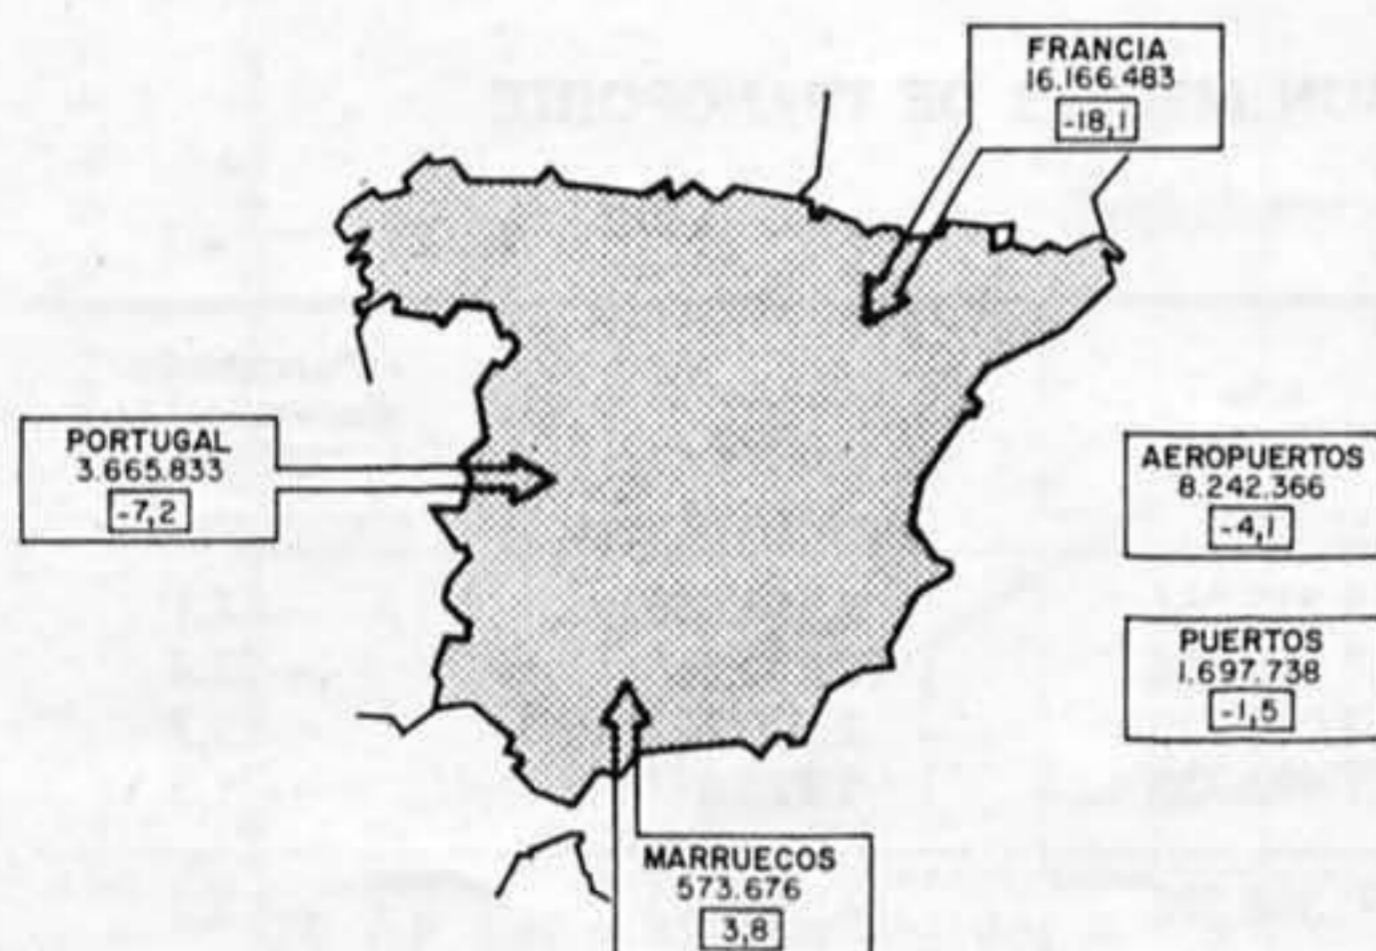 FRANCIA
16.166.483
-18,1
PORTUGAL
3.665.833
-7,2
AEROPUERTOS
8.242.366
-4,1
PUERTOS
1.697.738
-1,5
MARRUECOS
573.676
3,8